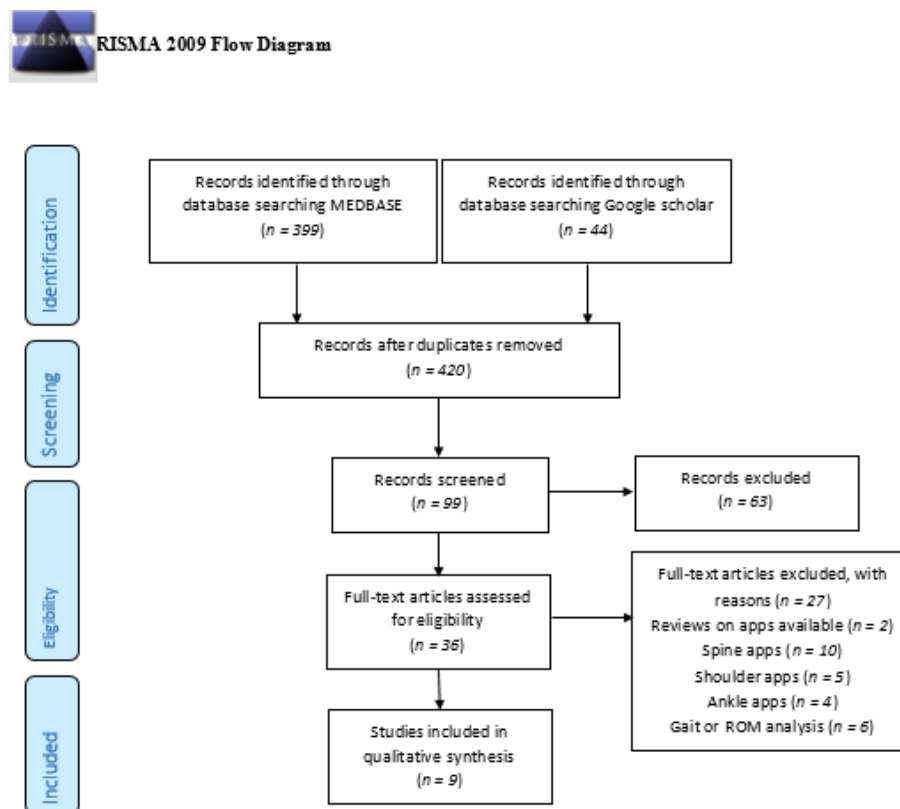 PRISMA RISMA 2009 Flow Diagram
Identification
Records identified through
database searching MEDBASE
(n = 399)
Records identified through
database searching Google scholar
(n = 44)
Records after duplicates removed
(n = 420)
Screening
Records screened
(n = 99)
Records excluded
(n = 63)
Eligibility
Full-text articles assessed
for eligibility
(n = 36)
Full-text articles excluded, with
reasons (n = 27)
Reviews on apps available (n = 2)
Spine apps (n = 10)
Shoulder apps (n = 5)
Ankle apps (n = 4)
Gait or ROM analysis (n = 6)
Included
Studies included in
qualitative synthesis
(n = 9)